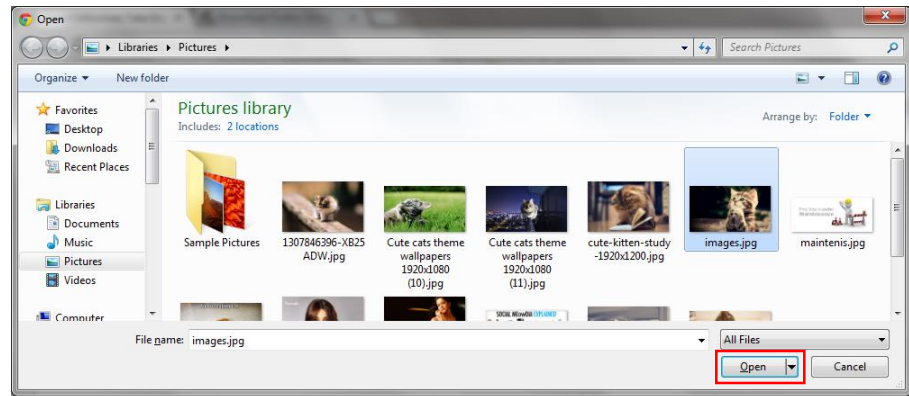 Open
Libraries Pictures
Search Pictures
Organize New folder
Favorites
Desktop
Downloads
Recent Places
Libraries
Documents
Music
Pictures
Videos
Computer
Pictures library
Includes: 2 locations
Arrange by: Folder
Sample Pictures
1307846396-XB25
ADW.jpg
Cute cats theme
wallpapers
1920x1080
(10).jpg
Cute cats theme
wallpapers
1920x1080
(11).jpg
cute-kitten-study
-1920x1200.jpg
images.jpg
maintenis.jpg
SOCIAL MEowDIA EXPLAINED
File name: images.jpg
All Files
Open
Cancel